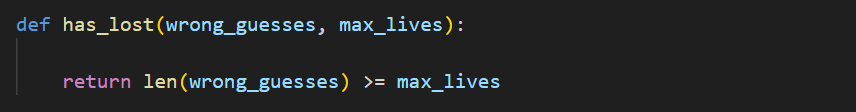 def has_lost(wrong_guesses, max_lives):
    return len(wrong_guesses) >= max_lives